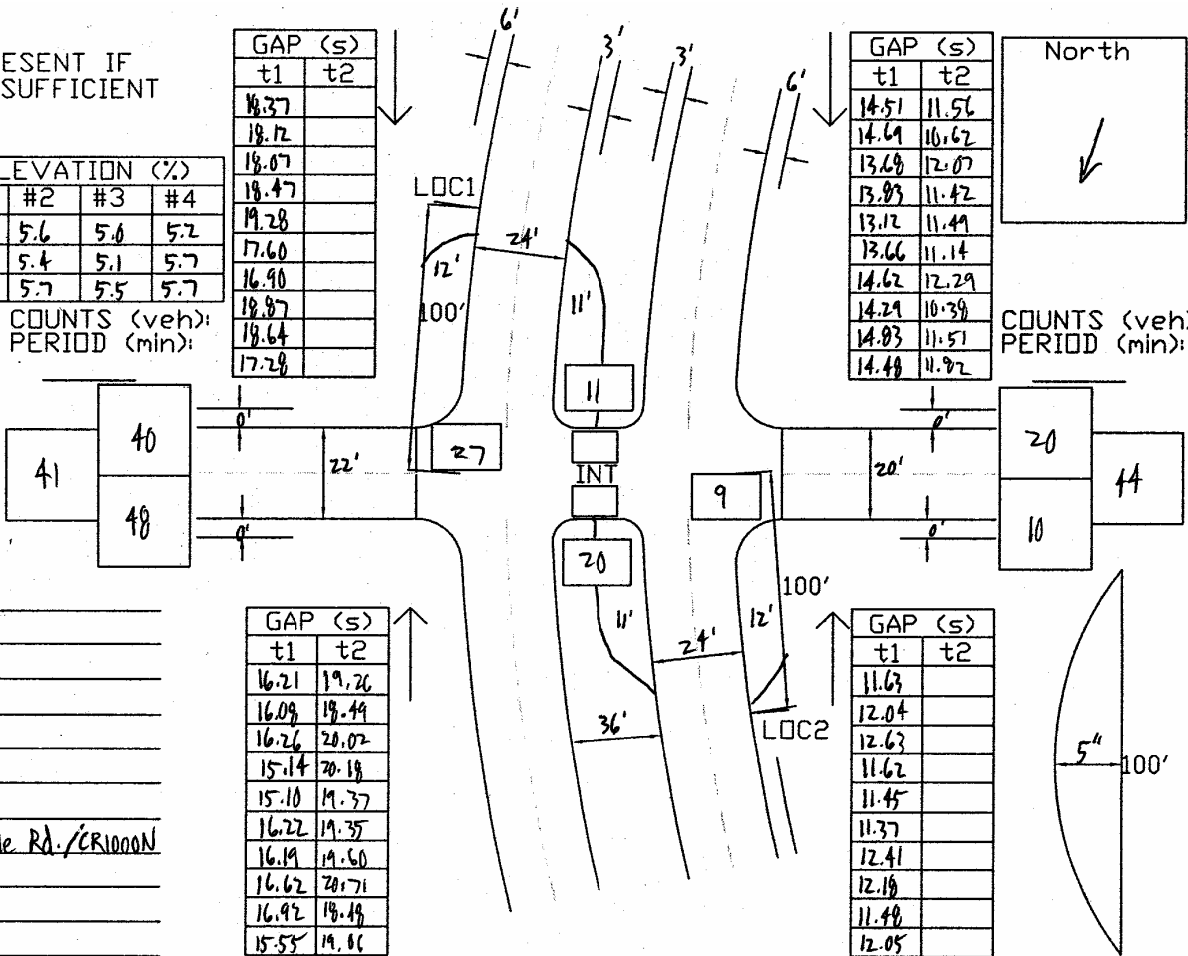 ESENT IF
SUFFICIENT
LEVATION (%)
#2 #3 #4
5.6 5.0 5.2
5.4 5.1 5.7
5.7 5.5 5.7
COUNTS (veh):
PERIOD (min):
GAP (s)
t1 t2
18.37
18.12
18.07
18.47
19.28
17.60
16.90
18.87
18.64
17.28
6'
3'
3'
6'
LOC1
24'
12'
100'
11'
GAP (s)
t1 t2
14.51 11.56
14.69 10.62
13.68 12.07
13.83 11.42
13.12 11.49
13.66 11.14
14.62 12.29
14.29 10.38
14.83 11.51
14.48 11.82
North
COUNTS (veh)
PERIOD (min):
41
40
48
0'
22'
0'
27
11
INT
20
9
0'
20'
0'
20
10
44
11'
24'
36'
12'
100'
LOC2
le Rd./CR1000N
GAP (s)
t1 t2
16.21 19.26
16.08 18.49
16.26 20.02
15.14 20.18
15.10 19.37
16.22 19.35
16.19 19.60
16.62 20.71
16.92 18.48
15.55 19.06
GAP (s)
t1 t2
11.63
12.04
12.63
11.62
11.45
11.37
12.41
12.18
11.48
12.05
5"
100'